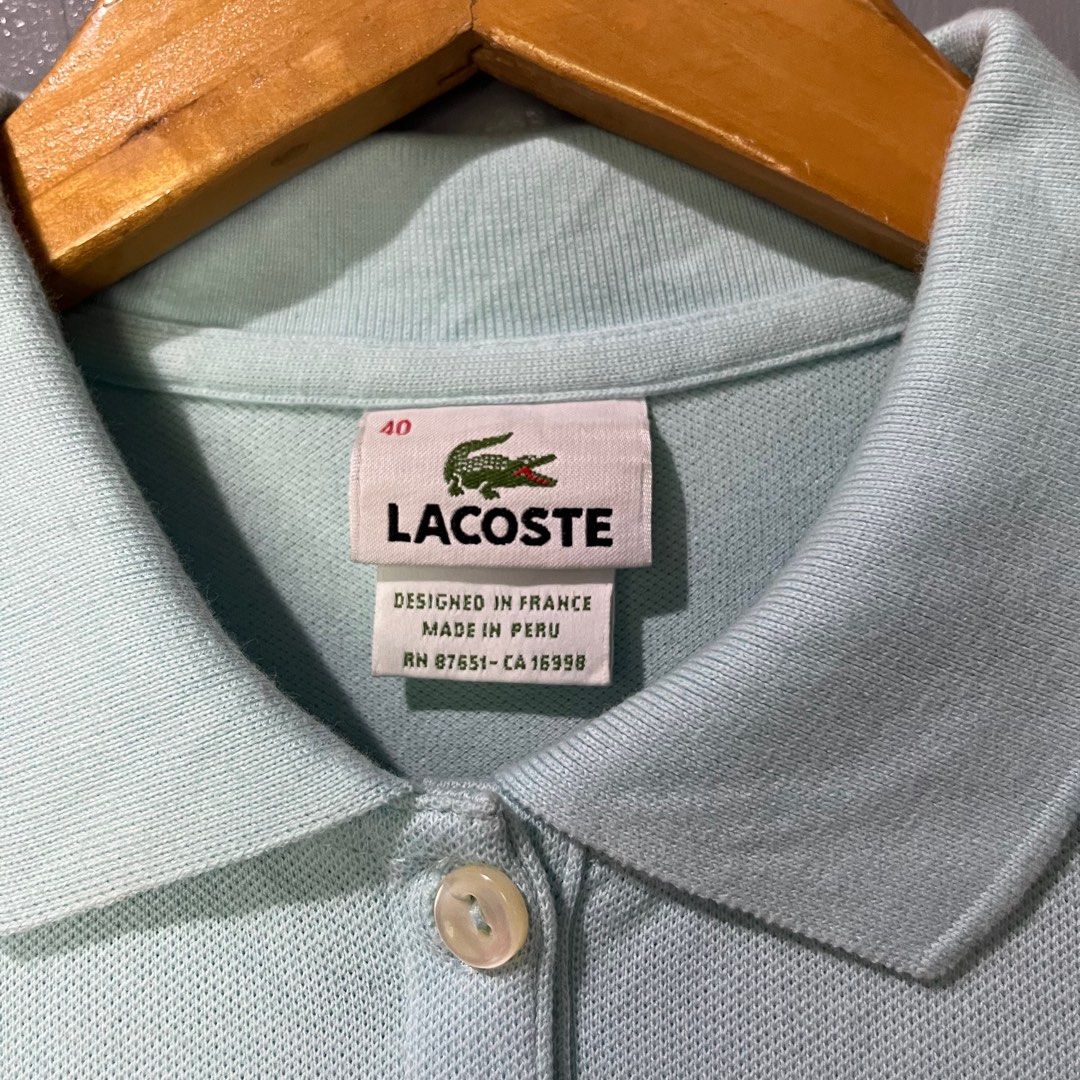 40
LACOSTE
DESIGNED IN FRANCE
MADE IN PERU
RN 87651-CA 16998